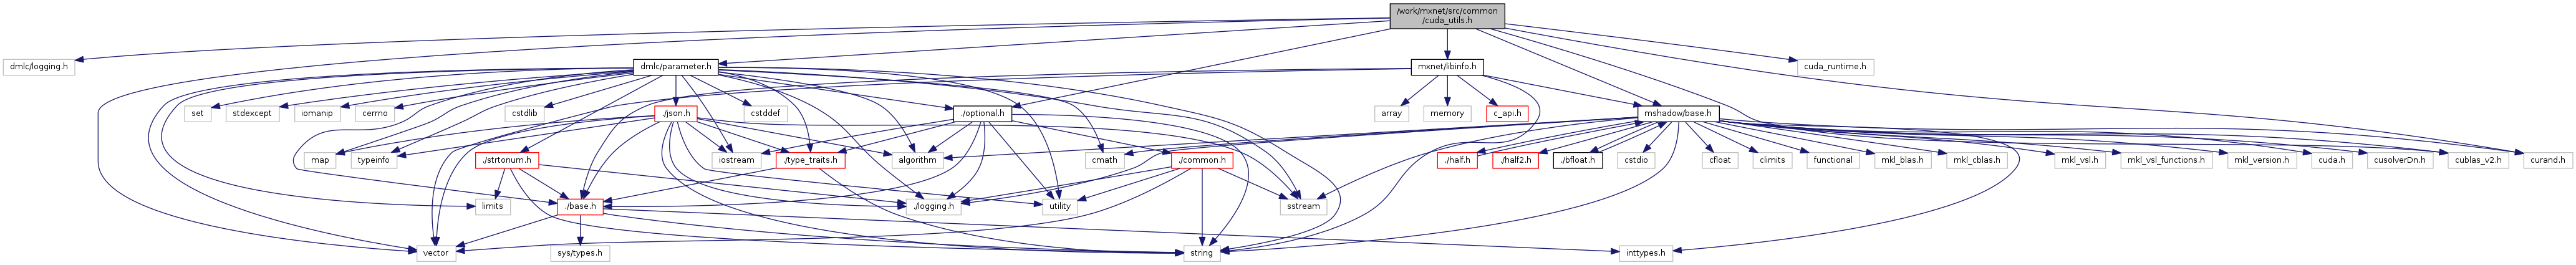 /work/mxnet/src/common
/cuda_utils.h
dmlc/logging.h
dmlc/parameter.h
mxnet/libinfo.h
cuda_runtime.h
set
stdexcept
iomanip
cerrno
cstdlib
./json.h
cstddef
./optional.h
array
memory
c_api.h
mshadow/base.h
map
typeinfo
./strtonum.h
iostream
./type_traits.h
algorithm
cmath
./common.h
./half.h
./half2.h
./bfloat.h
cstdio
cfloat
climits
functional
mkl_blas.h
mkl_cblas.h
mkl_vsl.h
mkl_vsl_functions.h
mkl_version.h
cuda.h
cusolverDn.h
cublas_v2.h
curand.h
limits
./base.h
./logging.h
utility
sstream
vector
sys/types.h
string
inttypes.h